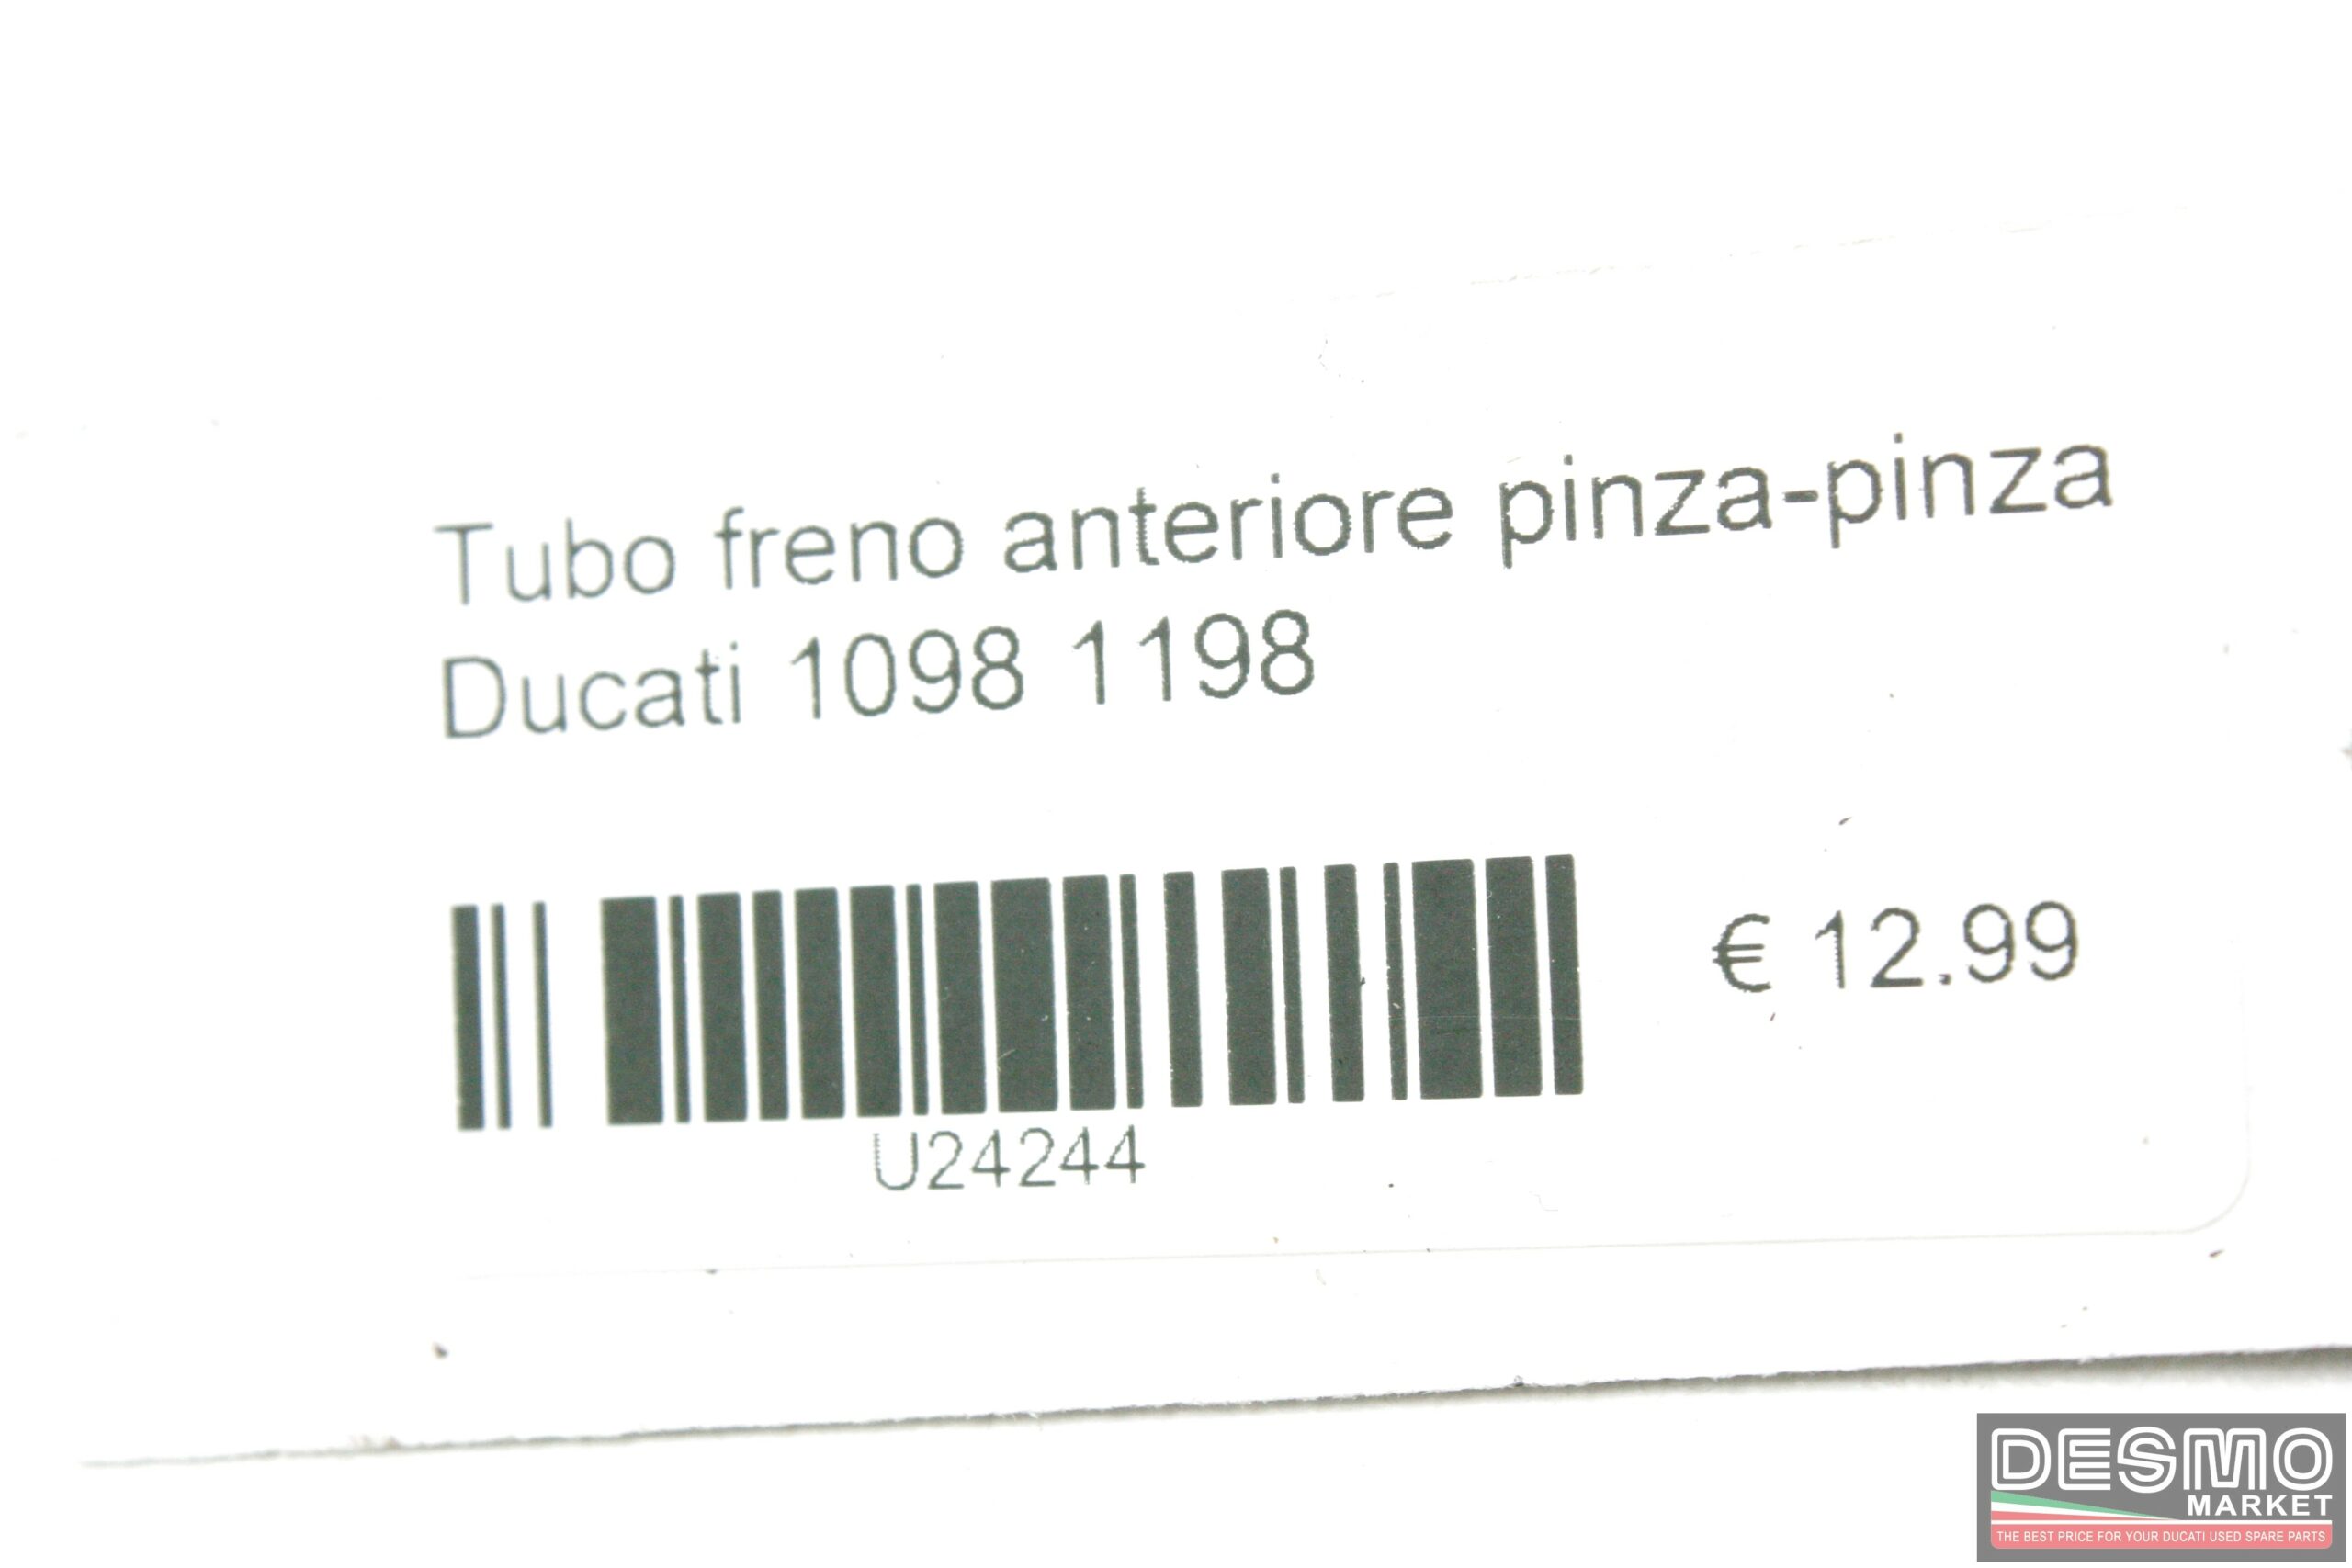 Tubo freno anteriore pinza-pinza
Ducati 1098 1198
€ 12.99
U24244
DESMO
MARKET
THE BEST PRICE FOR YOUR DUCATI USED SPARE PARTS